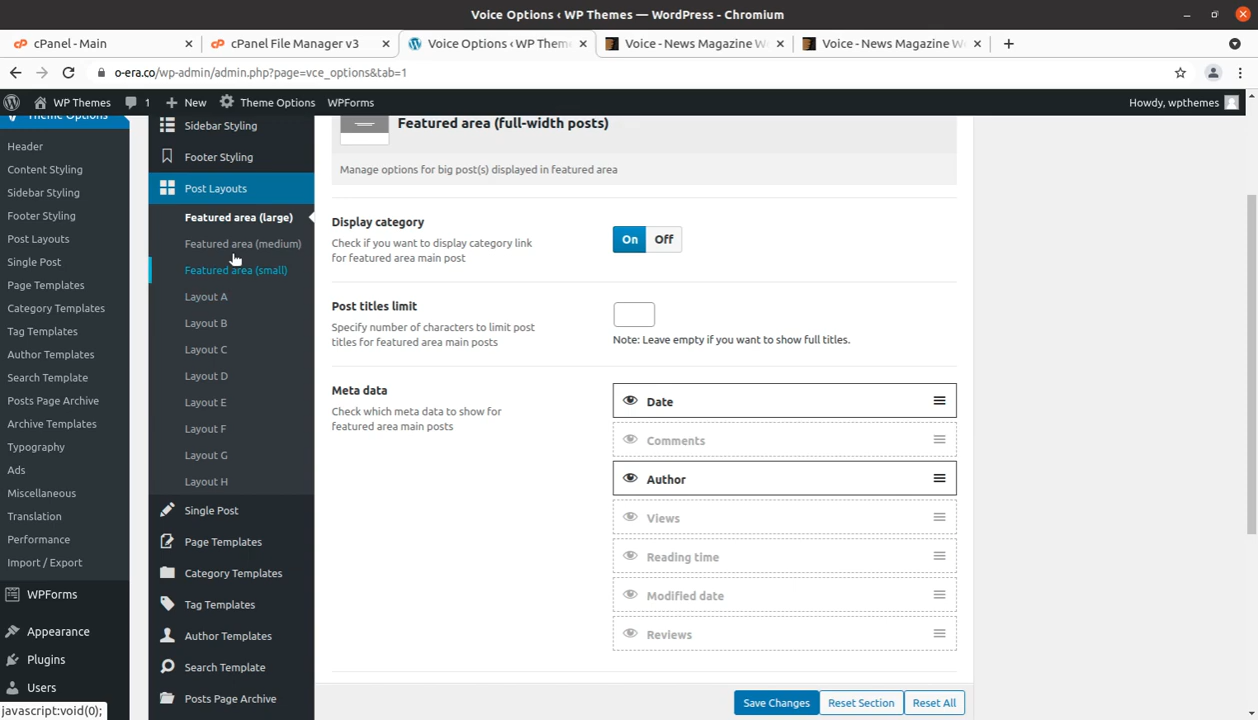 Voice Options ‹ WP Themes — WordPress - Chromium
cPanel - Main
cPanel File Manager v3
Voice Options ‹ WP Them
Voice - News Magazine W
Voice - News Magazine W
o-era.co/wp-admin/admin.php?page=vce_options&tab=1
WP Themes
1
New
Theme Options
WPForms
Howdy, wpthemes
Theme Options
Header
Content Styling
Sidebar Styling
Footer Styling
Post Layouts
Single Post
Page Templates
Category Templates
Tag Templates
Author Templates
Search Template
Posts Page Archive
Archive Templates
Typography
Ads
Miscellaneous
Translation
Performance
Import / Export
WPForms
Appearance
Plugins
Users
javascript:void(0);
Sidebar Styling
Footer Styling
Post Layouts
Featured area (large)
Featured area (medium)
Featured area (small)
Layout A
Layout B
Layout C
Layout D
Layout E
Layout F
Layout G
Layout H
Single Post
Page Templates
Category Templates
Tag Templates
Author Templates
Search Template
Posts Page Archive
Featured area (full-width posts)
Manage options for big post(s) displayed in featured area
Display category
Check if you want to display category link
for featured area main post
On
Off
Post titles limit
Specify number of characters to limit post
titles for featured area main posts
Note: Leave empty if you want to show full titles.
Meta data
Check which meta data to show for
featured area main posts
Date
Comments
Author
Views
Reading time
Modified date
Reviews
Save Changes
Reset Section
Reset All